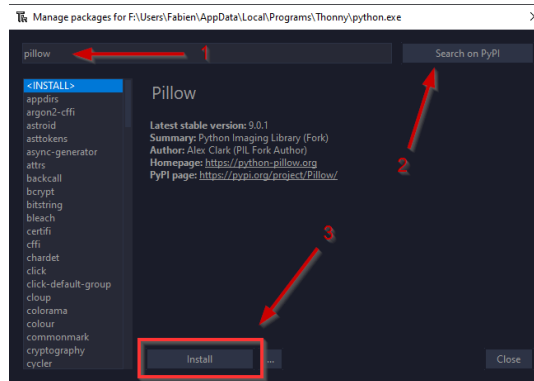 Manage packages for F:\Users\Fabien\AppData\Local\Programs\Thonny\python.exe
pillow
1
Search on PyPI
<INSTALL>
appdirs
argon2-cffi
astroid
asttokens
async-generator
attrs
backcall
bcrypt
bitstring
bleach
certifi
cffi
chardet
click
click-default-group
cloup
colorama
colour
commonmark
cryptography
cycler
Pillow
Latest stable version: 9.0.1
Summary: Python Imaging Library (Fork)
Author: Alex Clark (PIL Fork Author)
Homepage: https://python-pillow.org
PyPI page: https://pypi.org/project/Pillow/
2
3
Install
...
Close